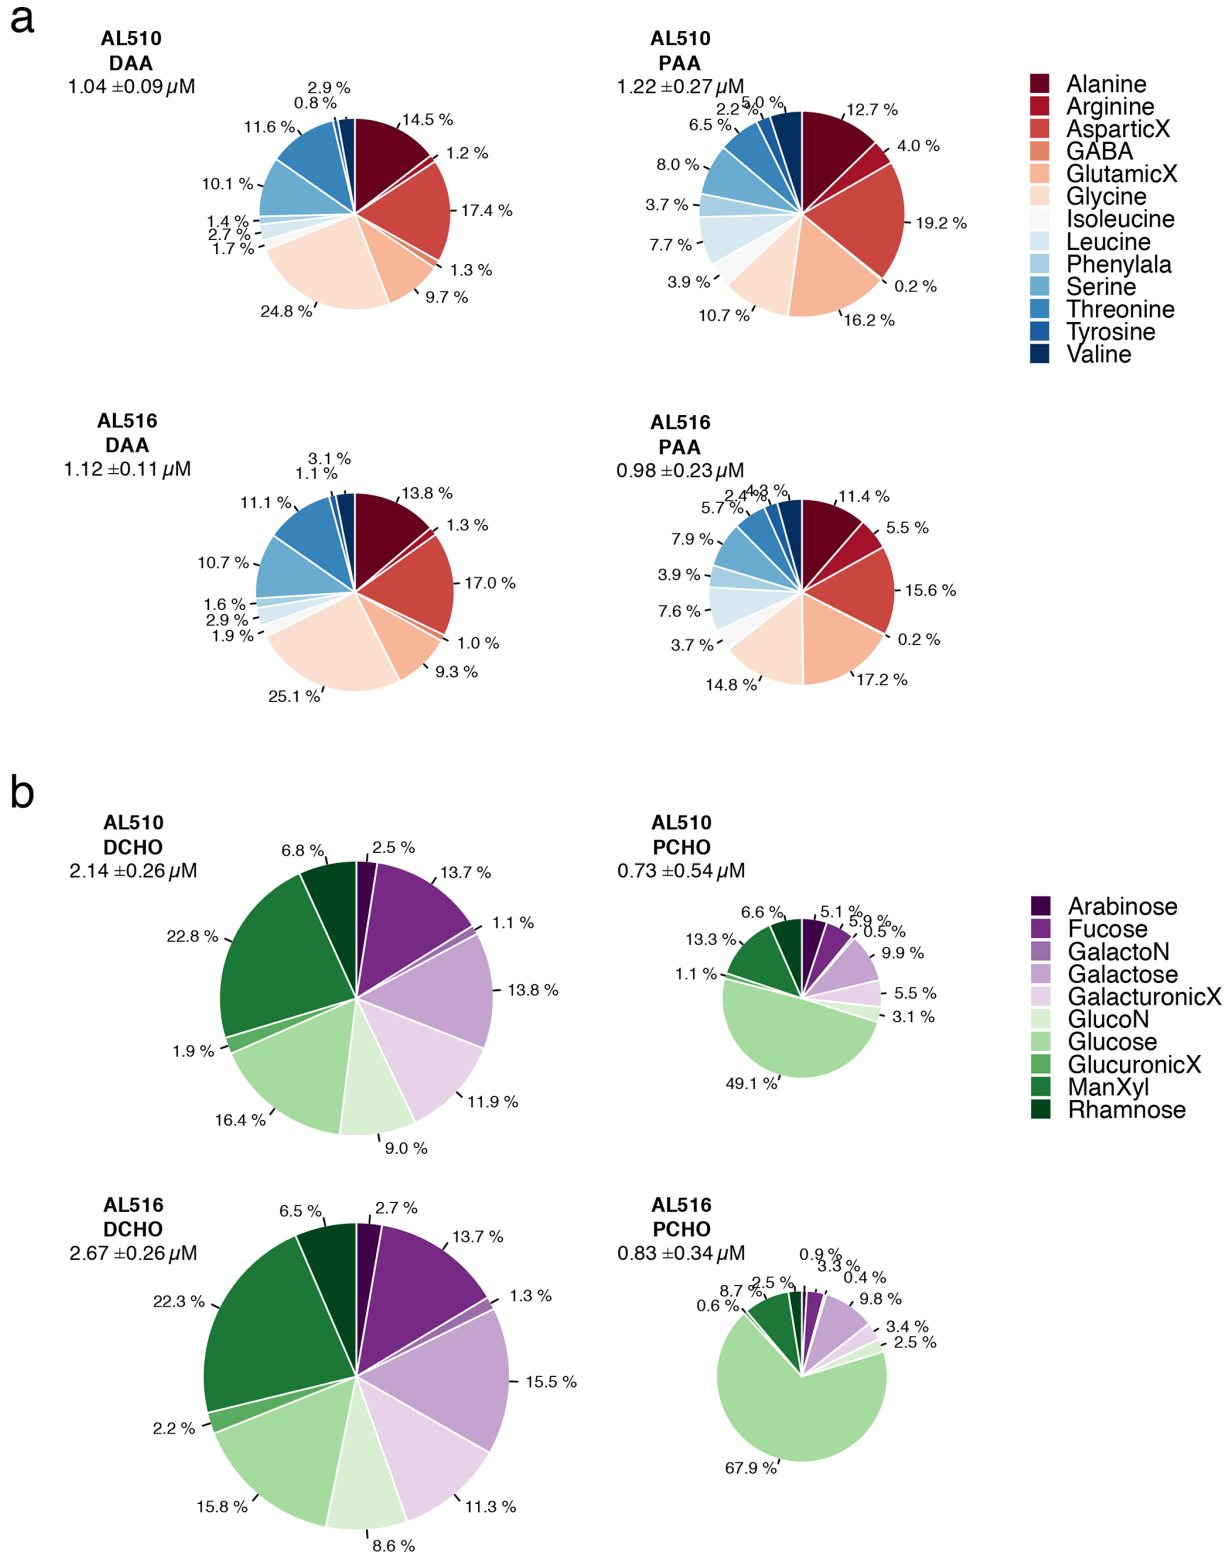 a
AL510
DAA
1.04 ±0.09 µM
2.9 %
0.8 %
11.6 %
10.1 %
1.4 %
2.7 %
1.7 %
24.8 %
14.5 %
1.2 %
17.4 %
1.3 %
9.7 %
AL510
PAA
1.22 ±0.27 µM
5.0 %
2.2 %
6.5 %
8.0 %
3.7 %
7.7 %
3.9 %
10.7 %
12.7 %
4.0 %
19.2 %
0.2 %
16.2 %
Alanine
Arginine
AsparticX
GABA
GlutamicX
Glycine
Isoleucine
Leucine
Phenylala
Serine
Threonine
Tyrosine
Valine
AL516
DAA
1.12 ±0.11 µM
3.1 %
1.1 %
11.1 %
10.7 %
1.6 %
2.9 %
1.9 %
25.1 %
13.8 %
1.3 %
17.0 %
1.0 %
9.3 %
AL516
PAA
0.98 ±0.23 µM
4.3 %
2.4 %
5.7 %
7.9 %
3.9 %
7.6 %
3.7 %
14.8 %
11.4 %
5.5 %
15.6 %
0.2 %
17.2 %
b
AL510
DCHO
2.14 ±0.26 µM
6.8 %
22.8 %
1.9 %
16.4 %
2.5 %
13.7 %
1.1 %
13.8 %
11.9 %
9.0 %
AL510
PCHO
0.73 ±0.54 µM
6.6 %
13.3 %
1.1 %
49.1 %
5.1 %
5.9 %
0.5 %
9.9 %
5.5 %
3.1 %
Arabinose
Fucose
GalactoN
Galactose
GalacturonicX
GlucoN
Glucose
GlucuronicX
ManXyl
Rhamnose
AL516
DCHO
2.67 ±0.26 µM
6.5 %
22.3 %
2.2 %
15.8 %
2.7 %
13.7 %
1.3 %
15.5 %
11.3 %
8.6 %
AL516
PCHO
0.83 ±0.34 µM
2.5 %
8.7 %
0.6 %
67.9 %
0.9 %
3.3 %
0.4 %
9.8 %
3.4 %
2.5 %